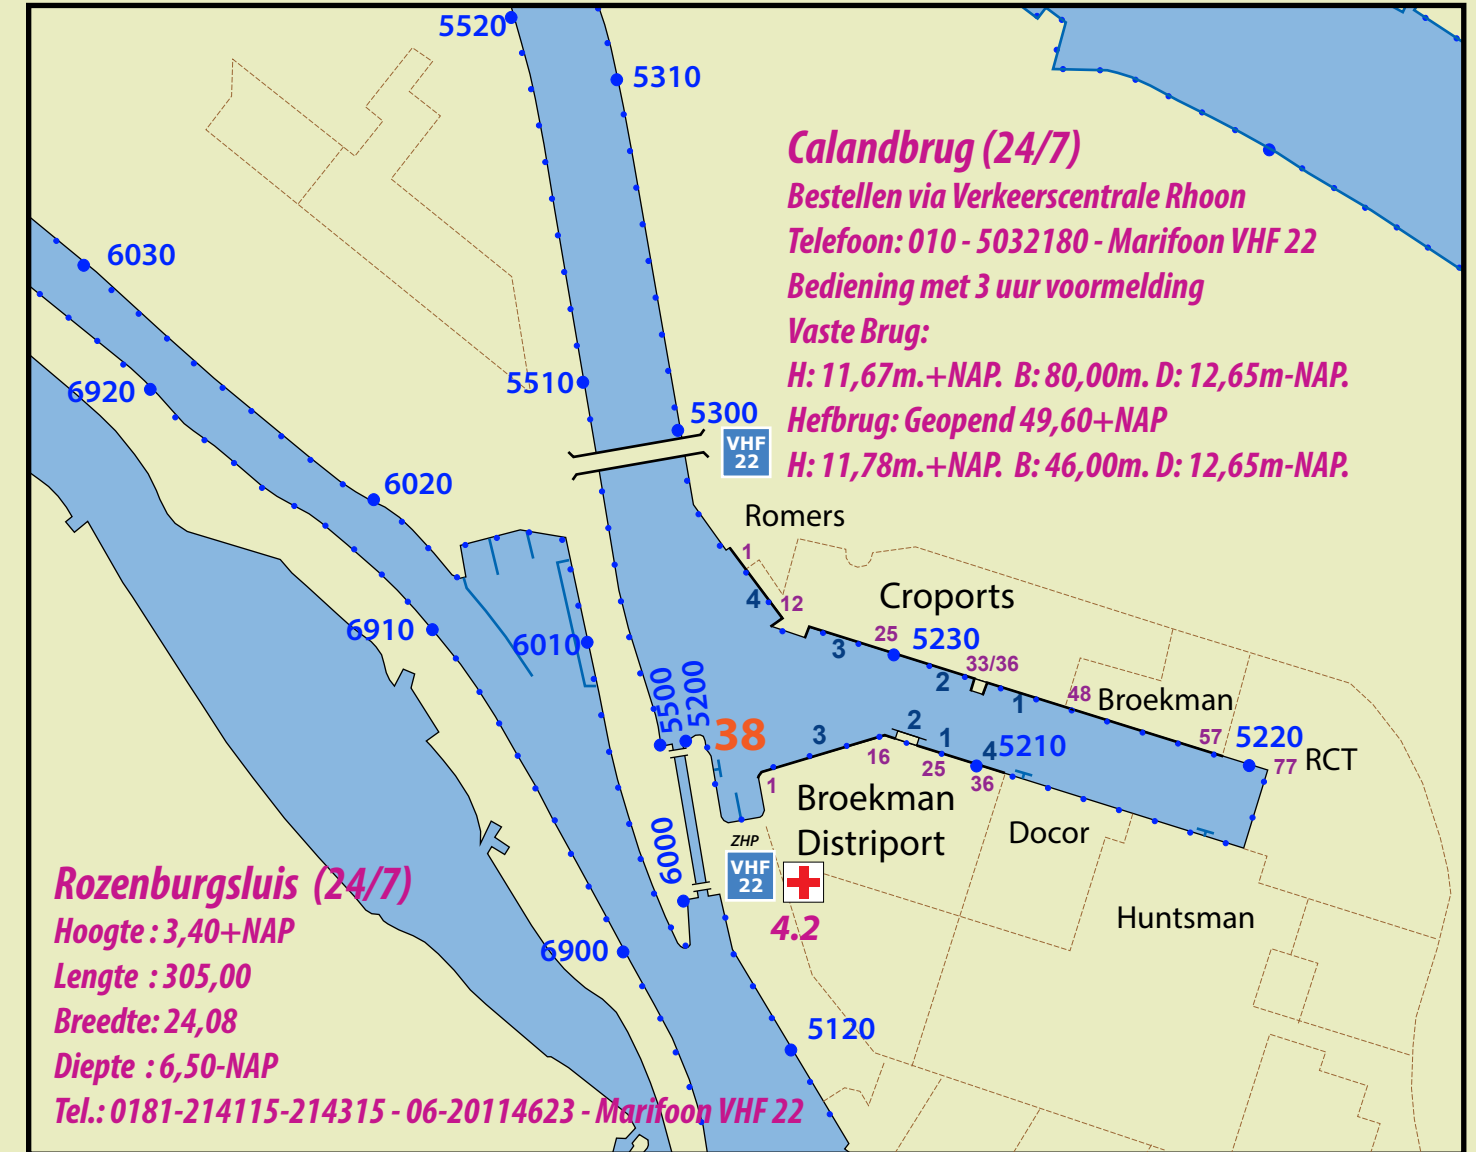 5520
5310
Calandbrug (24/7)
Bestellen via Verkeerscentrale Rhoon
Telefoon: 010 - 5032180 - Marifoon VHF 22
Bediening met 3 uur voormelding
Vaste Brug:
H: 11,67m.+NAP. B: 80,00m. D: 12,65m-NAP.
Hefbrug: Geopend 49,60+NAP
H: 11,78m.+NAP. B: 46,00m. D: 12,65m-NAP.
6030
6920
5510
5300
VHF
22
6020
Romers
1
4
12
Croports
25
5230
3
33/36
2
1
48
Broekman
57
5220
77
RCT
6910
6010
5500
5200
38
3
2
1
4
5210
16
25
36
1
Broekman
Distriport
Docor
Huntsman
6000
ZHP
VHF
22
4.2
6900
5120
Rozenburgsluis (24/7)
Hoogte : 3,40+NAP
Lengte : 305,00
Breedte: 24,08
Diepte : 6,50-NAP
Tel.: 0181-214115-214315 - 06-20114623 - Marifoon VHF 22